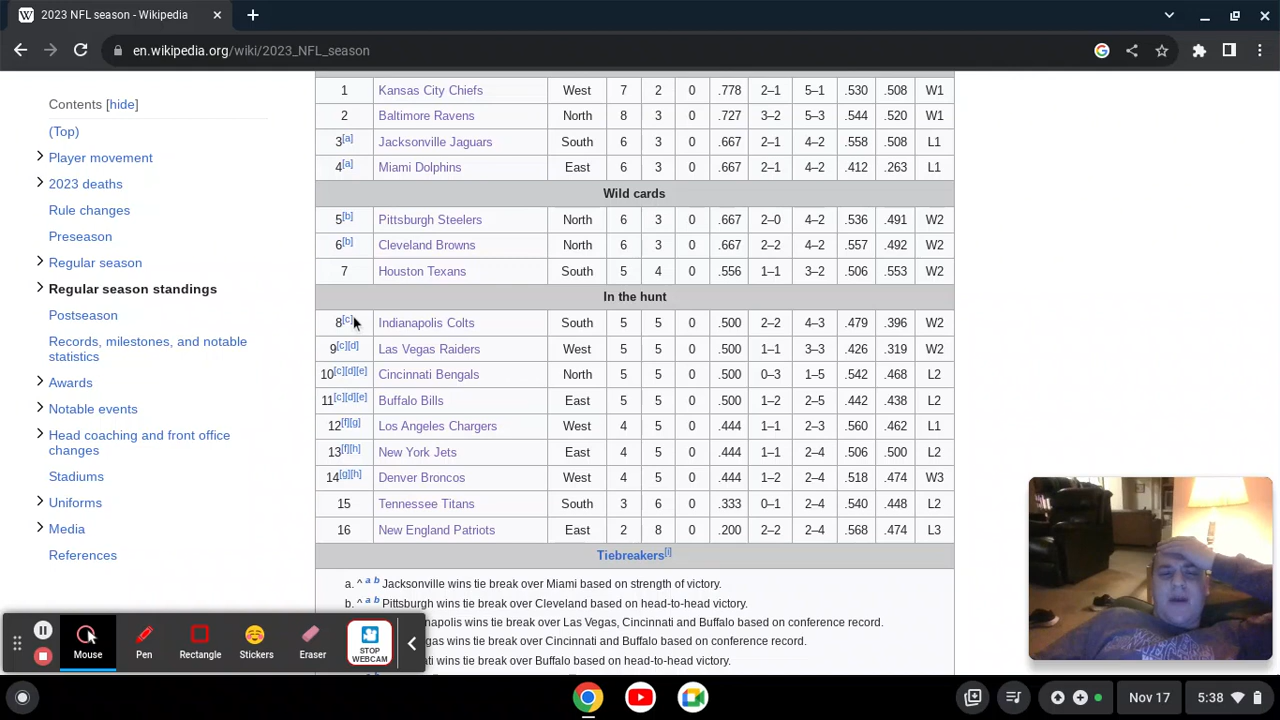 2023 NFL season - Wikipedia
en.wikipedia.org/wiki/2023_NFL_season
Contents [hide]
(Top)
Player movement
2023 deaths
Rule changes
Preseason
Regular season
Regular season standings
Postseason
Records, milestones, and notable
statistics
Awards
Notable events
Head coaching and front office
changes
Stadiums
Uniforms
Media
References
1 Kansas City Chiefs West 7 2 0 .778 2–1 5–1 .530 .508 W1
2 Baltimore Ravens North 8 3 0 .727 3–2 5–3 .544 .520 W1
3[a] Jacksonville Jaguars South 6 3 0 .667 2–1 4–2 .558 .508 L1
4[a] Miami Dolphins East 6 3 0 .667 2–1 4–2 .412 .263 L1
Wild cards
5[b] Pittsburgh Steelers North 6 3 0 .667 2–0 4–2 .536 .491 W2
6[b] Cleveland Browns North 6 3 0 .667 2–2 4–2 .557 .492 W2
7 Houston Texans South 5 4 0 .556 1–1 3–2 .506 .553 W2
In the hunt
8[c] Indianapolis Colts South 5 5 0 .500 2–2 4–3 .479 .396 W2
9[c][d] Las Vegas Raiders West 5 5 0 .500 1–1 3–3 .426 .319 W2
10[c][d][e] Cincinnati Bengals North 5 5 0 .500 0–3 1–5 .542 .468 L2
11[c][d][e] Buffalo Bills East 5 5 0 .500 1–2 2–5 .442 .438 L2
12[f][g] Los Angeles Chargers West 4 5 0 .444 1–1 2–3 .560 .462 L1
13[f][h] New York Jets East 4 5 0 .444 1–1 2–4 .506 .500 L2
14[g][h] Denver Broncos West 4 5 0 .444 1–2 2–4 .518 .474 W3
15 Tennessee Titans South 3 6 0 .333 0–1 2–4 .540 .448 L2
16 New England Patriots East 2 8 0 .200 2–2 2–4 .568 .474 L3
Tiebreakers[i]
a. ^ a b Jacksonville wins tie break over Miami based on strength of victory.
b. ^ a b Pittsburgh wins tie break over Cleveland based on head-to-head victory.
napolis wins tie break over Las Vegas, Cincinnati and Buffalo based on conference record.
gas wins tie break over Cincinnati and Buffalo based on conference record.
ati wins tie break over Buffalo based on head-to-head victory.
Mouse
Pen
Rectangle
Stickers
Eraser
STOP
WEBCAM
Nov 17
5:38